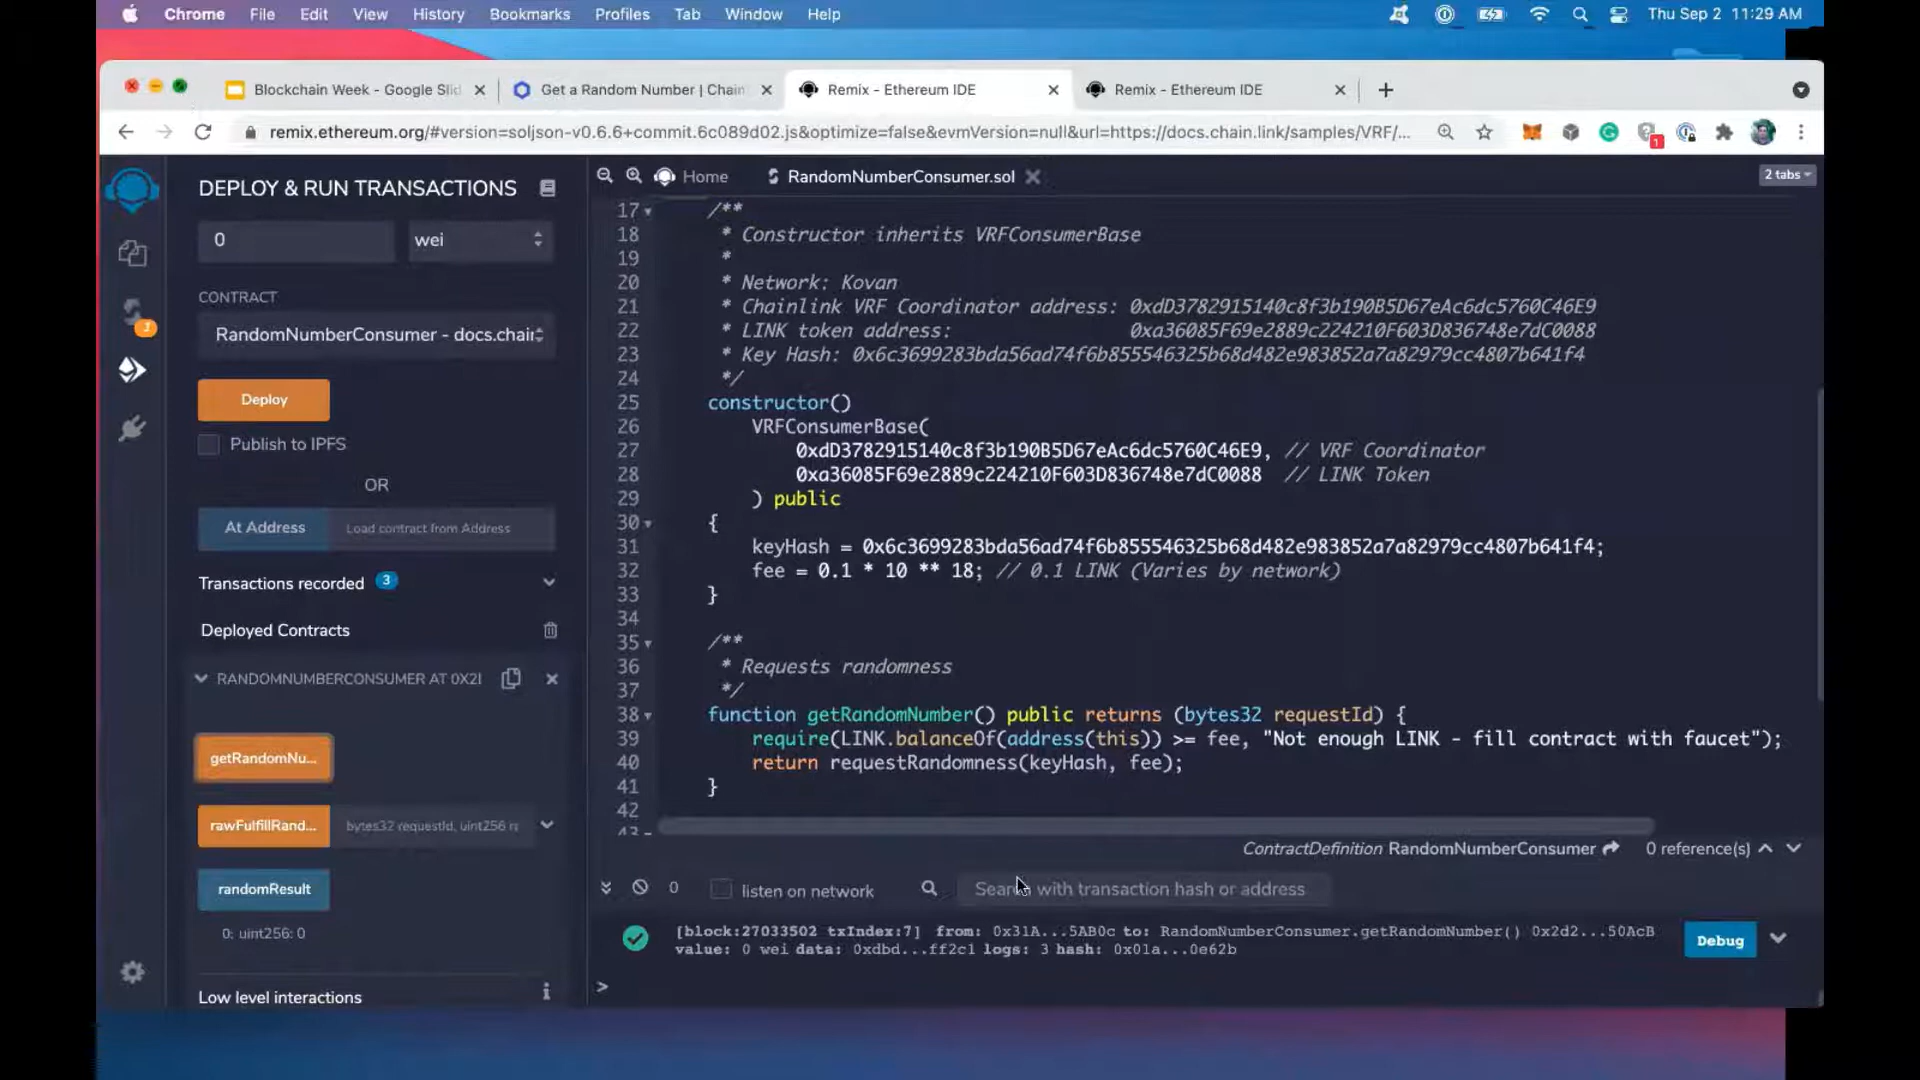 Chrome File Edit View History Bookmarks Profiles Tab Window Help Thu Sep 2 11:29 AM
Blockchain Week - Google Slid Get a Random Number | Chain Remix - Ethereum IDE Remix - Ethereum IDE
remix.ethereum.org/#version=soljson-v0.6.6+commit.6c089d02.js&optimize=false&evmVersion=null&url=https://docs.chain.link/samples/VRF/... 1
DEPLOY & RUN TRANSACTIONS
0 wei
CONTRACT
RandomNumberConsumer - docs.chain
Deploy
Publish to IPFS
OR
At Address Load contract from Address
Transactions recorded 3
Deployed Contracts
RANDOMNUMBERCONSUMER AT 0X2
getRandomNu...
rawFulfillRand... bytes32 requestId, uint256 r
randomResult
0: uint256: 0
Low level interactions i
Home RandomNumberConsumer.sol 2 tabs
17 /**
18 * Constructor inherits VRFConsumerBase
19 *
20 * Network: Kovan
21 * Chainlink VRF Coordinator address: 0xdD3782915140c8f3b190B5D67eAc6dc5760C46E9
22 * LINK token address: 0xa36085F69e2889c224210F603D836748e7dC0088
23 * Key Hash: 0x6c3699283bda56ad74f6b855546325b68d482e983852a7a82979cc4807b641f4
24 */
25 constructor()
26 VRFConsumerBase(
27 0xdD3782915140c8f3b190B5D67eAc6dc5760C46E9, // VRF Coordinator
28 0xa36085F69e2889c224210F603D836748e7dC0088 // LINK Token
29 ) public
30 {
31 keyHash = 0x6c3699283bda56ad74f6b855546325b68d482e983852a7a82979cc4807b641f4;
32 fee = 0.1 * 10 ** 18; // 0.1 LINK (Varies by network)
33 }
34
35 /**
36 * Requests randomness
37 */
38 function getRandomNumber() public returns (bytes32 requestId) {
39 require(LINK.balanceOf(address(this)) >= fee, "Not enough LINK - fill contract with faucet");
40 return requestRandomness(keyHash, fee);
41 }
42
43
ContractDefinition RandomNumberConsumer 0 reference(s)
0 listen on network Search with transaction hash or address
[block:27033502 txIndex:7] from: 0x31A...5AB0c to: RandomNumberConsumer.getRandomNumber() 0x2d2...50AcB
value: 0 wei data: 0xdbd...ff2c1 logs: 3 hash: 0x01a...0e62b
Debug
>